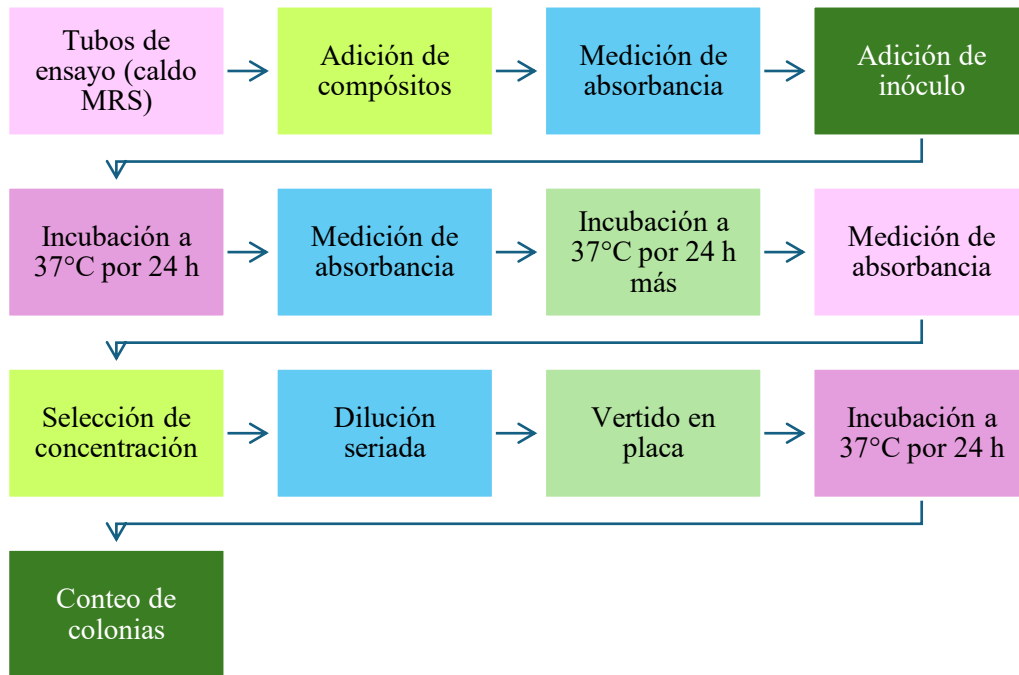 Tubos de
ensayo (caldo
MRS)
Adición de
compósitos
Medición de
absorbancia
Adición de
inóculo
Incubación a
37°C por 24 h
Medición de
absorbancia
Incubación a
37°C por 24 h
más
Medición de
absorbancia
Selección de
concentración
Dilución
seriada
Vertido en
placa
Incubación a
37°C por 24 h
Conteo de
colonias